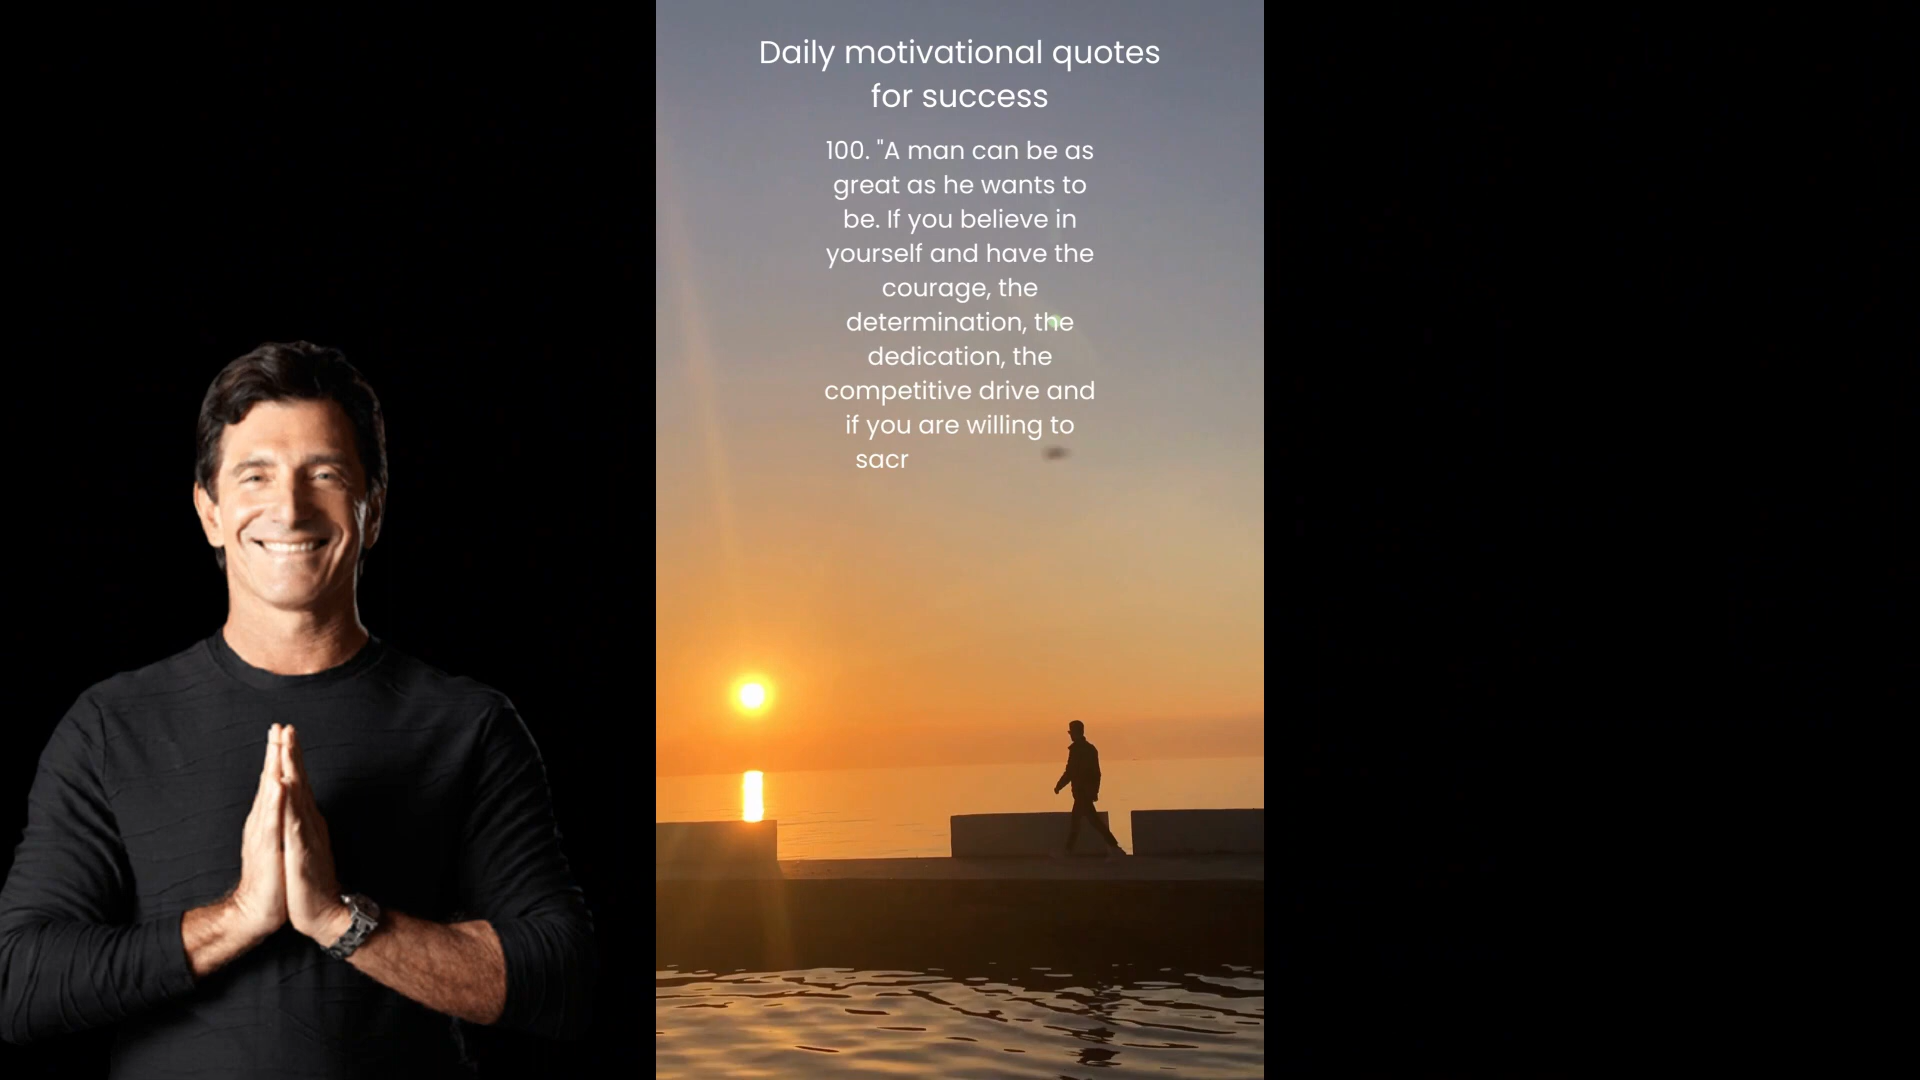 Daily motivational quotes
for success
100. "A man can be as
great as he wants to
be. If you believe in
yourself and have the
courage, the
determination, the
dedication, the
competitive drive and
if you are willing to
sacr